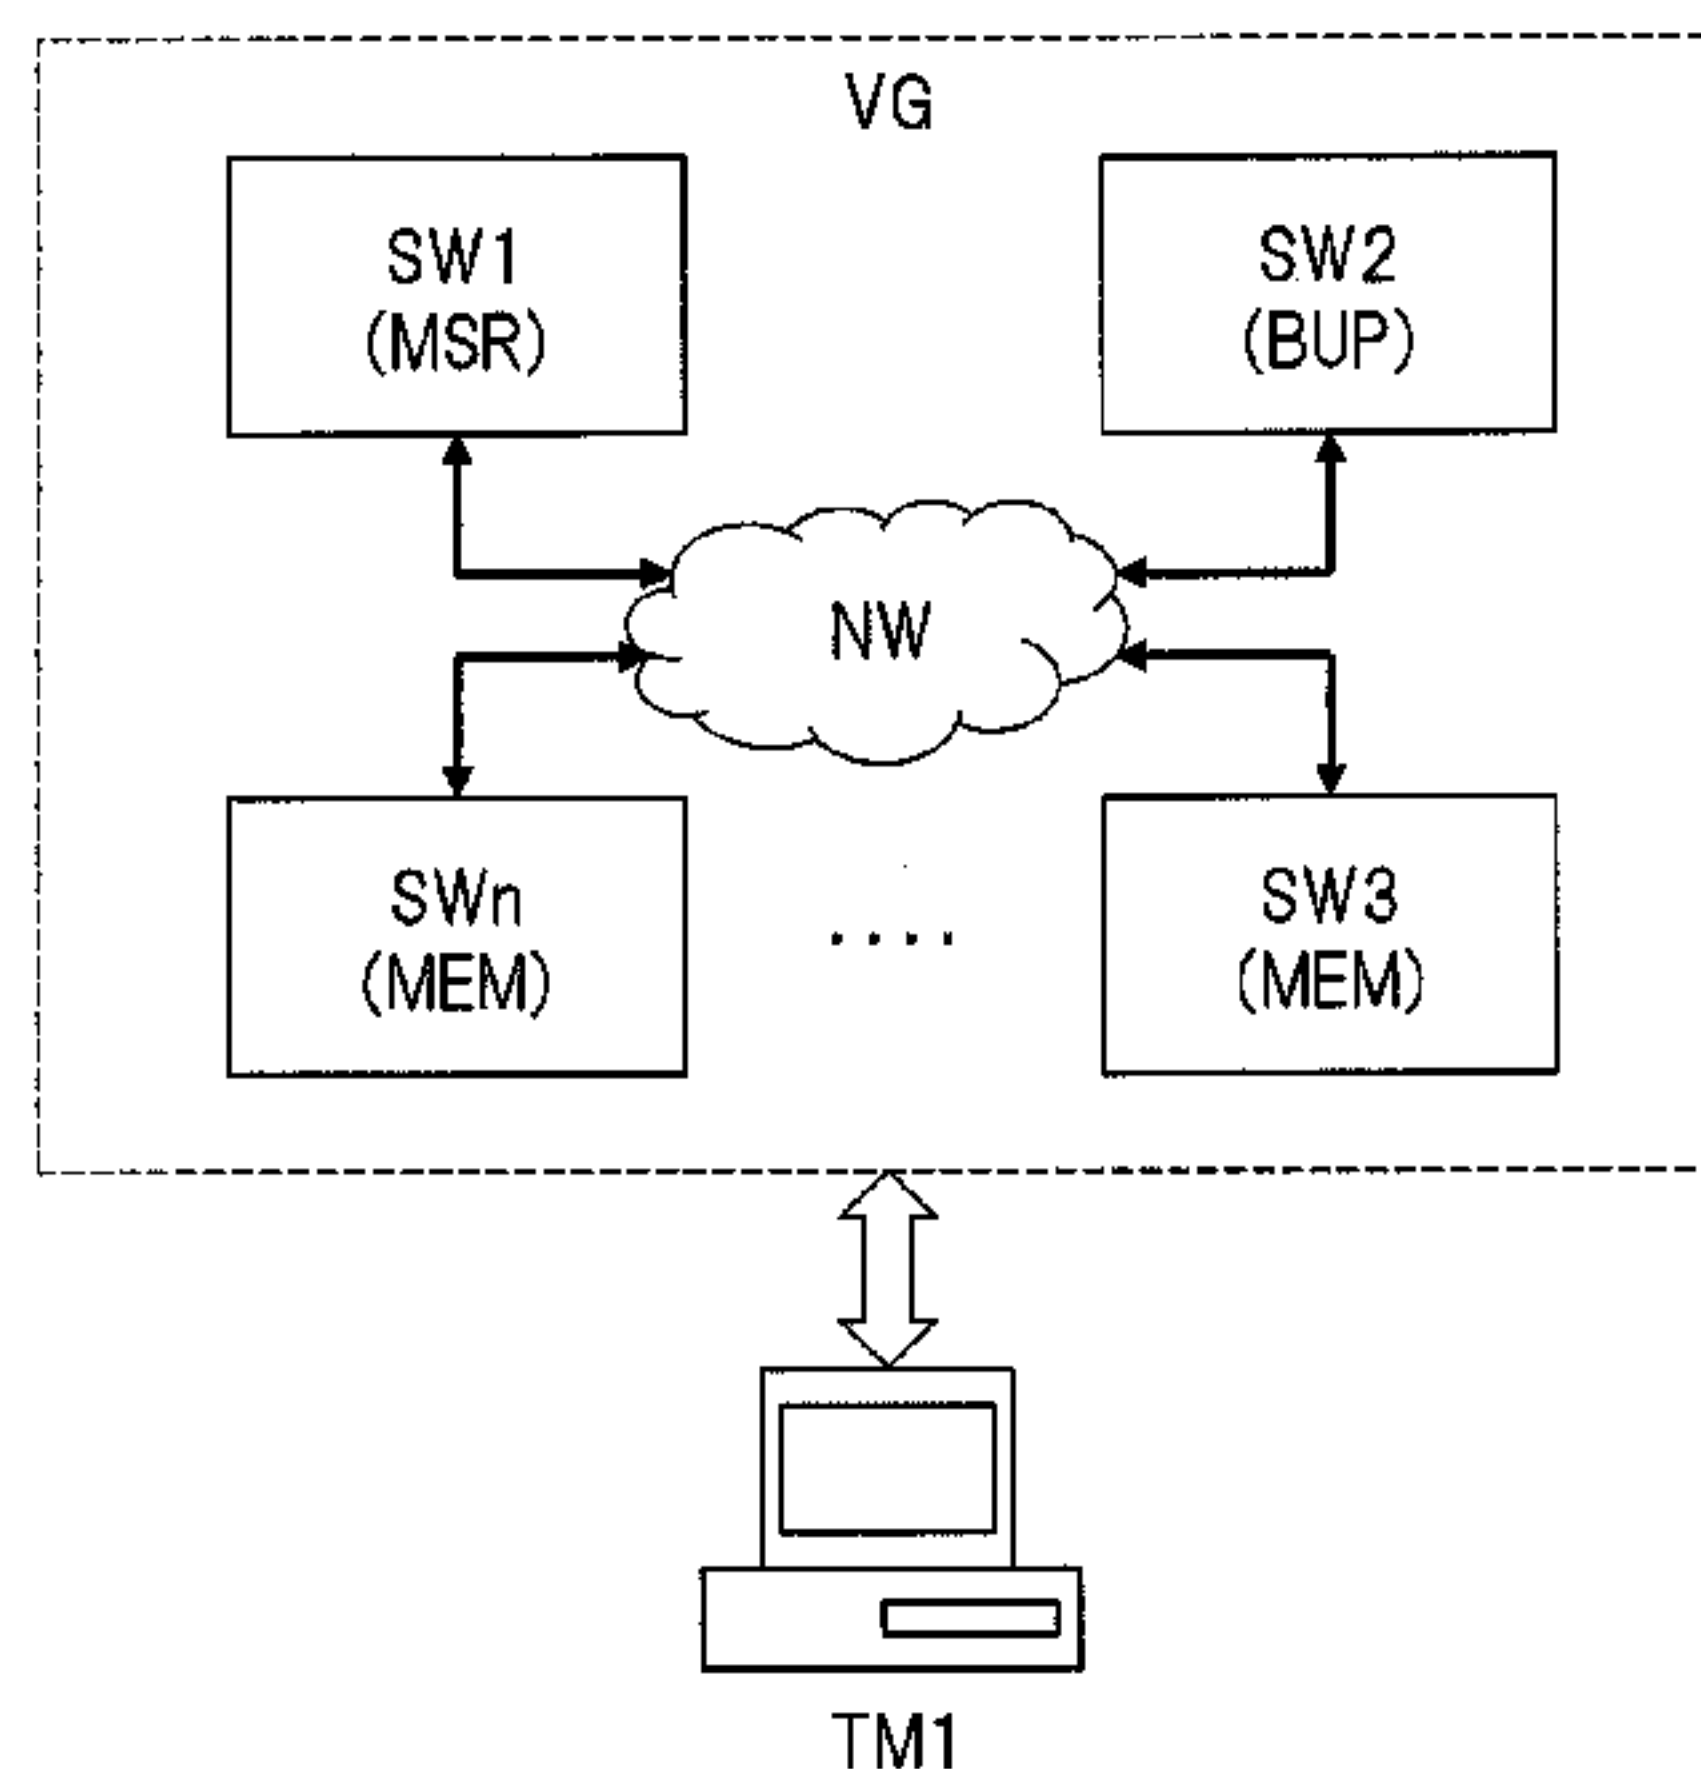 VG
SW1
(MSR)
SW2
(BUP)
NW
SWn
(MEM)
....
SW3
(MEM)
TM1